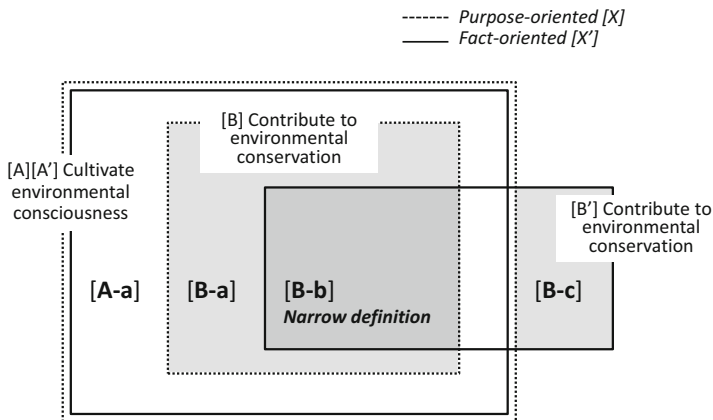 Purpose-oriented [X]
Fact-oriented [X’]
[B] Contribute to
environmental
conservation
[A][A’] Cultivate
environmental
consciousness
[B’] Contribute to
environmental
conservation
[A-a]
[B-a]
[B-b]
Narrow definition
[B-c]